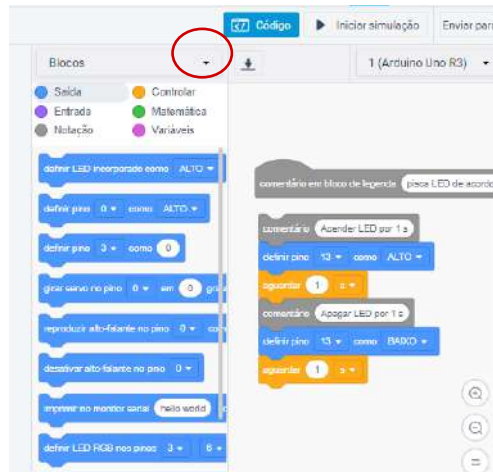 Código
Iniciar simulação
Enviar par
Blocos
1 (Arduino Uno R3)
Saída
Controlar
Entrada
Matemática
Notação
Variáveis
definir LED incorporado como ALTO
definir pino 0 como ALTO
definir pino 3 como 0
girar servo no pino 0 em 0 gra
reproduzir alto-falante no pino 0 com
desativar alto-falante no pino 0
imprimir no monitor serial hello world
definir LED RGB nos pinos 3 6
comentário em bloco de legenda pisca LED de acordo
comentário Acender LED por 1 s
definir pino 13 como ALTO
aguardar 1 s
comentário Apagar LED por 1 s
definir pino 13 como BAIXO
aguardar 1 s